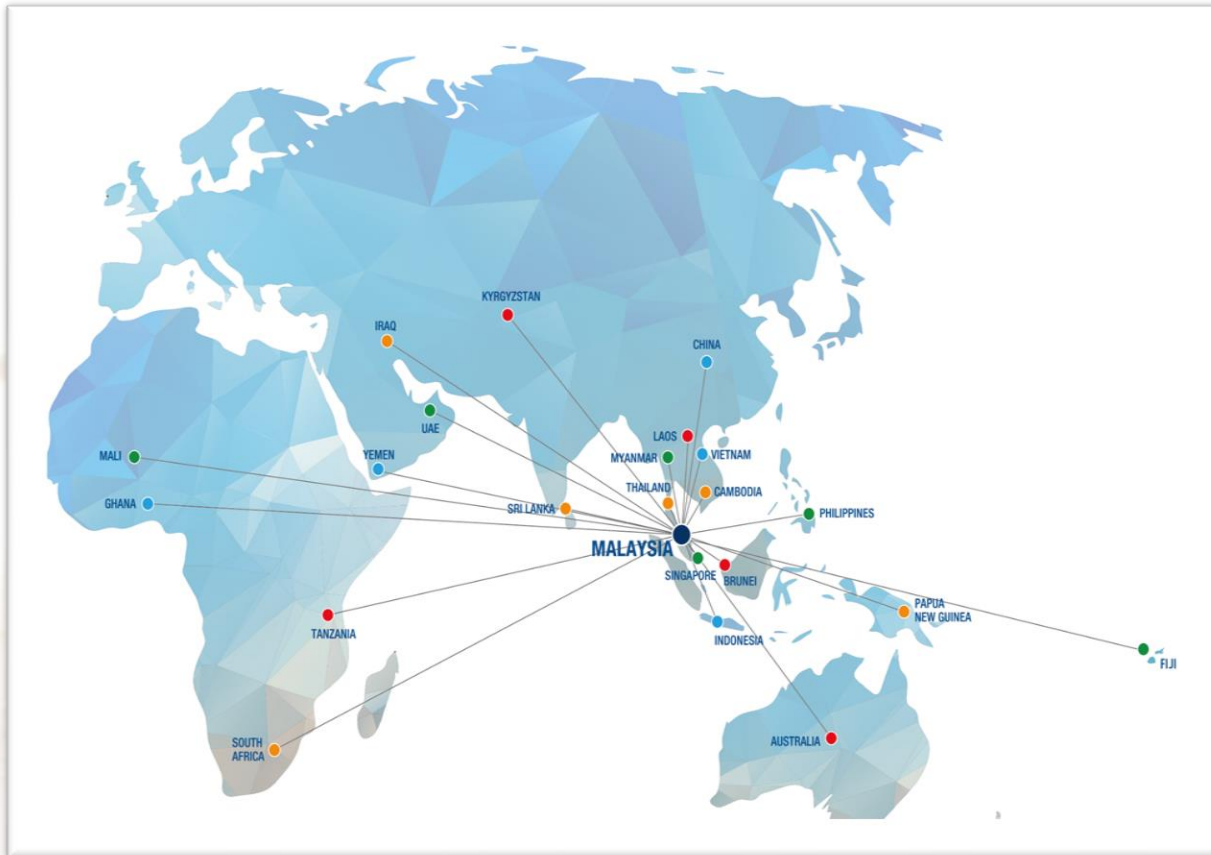 KYRGYZSTAN
IRAQ
CHINA
UAE
LAOS
MALI
YEMEN
MYANMAR
VIETNAM
THAILAND
CAMBODIA
GHANA
SRI LANKA
PHILIPPINES
MALAYSIA
SINGAPORE
BRUNEI
PAPUA
NEW GUINEA
TANZANIA
INDONESIA
FIJI
SOUTH
AFRICA
AUSTRALIA